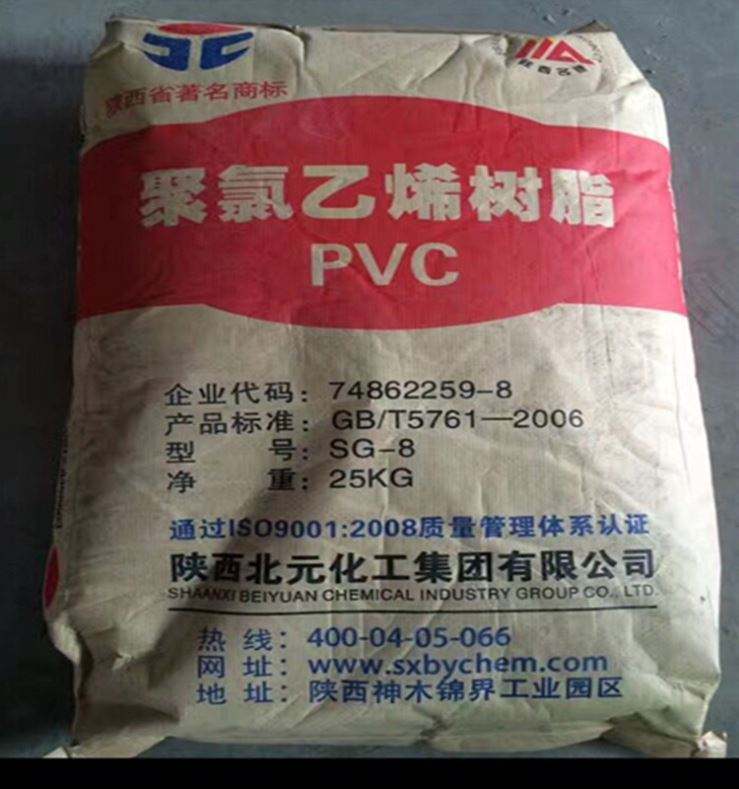 陕西省著名商标
陕西名牌
聚氯乙烯树脂
PVC
企业代码：74862259-8
产品标准：GB/T5761—2006
型 号：SG-8
净 重：25KG
通过ISO9001:2008质量管理体系认证
陕西北元化工集团有限公司
SHAANXI BEIYUAN CHEMICAL INDUSTRY GROUP CO., LTD.
热 线：400-04-05-066
网 址：www.sxbychem.com
地 址：陕西神木锦界工业园区